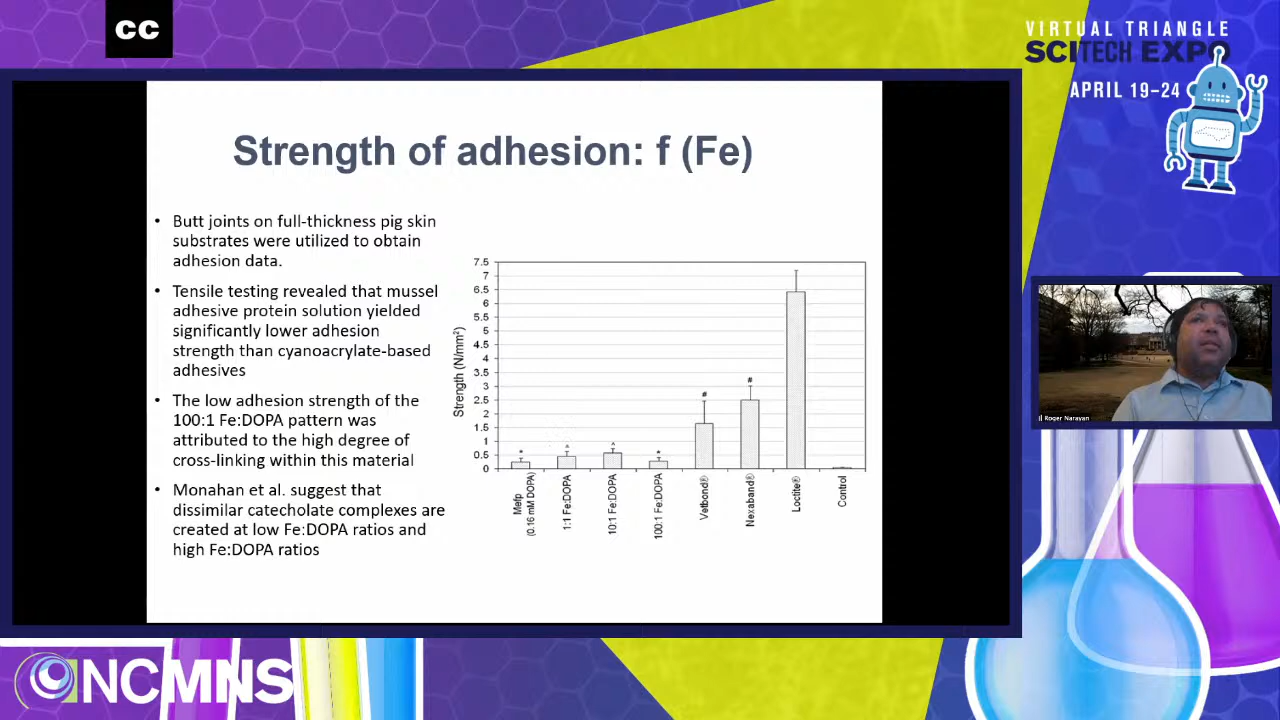 CC
VIRTUAL TRIANGLE
SCITECH EXPO
APRIL 19–24
Strength of adhesion: f (Fe)
• Butt joints on full-thickness pig skin
substrates were utilized to obtain
adhesion data.
• Tensile testing revealed that mussel
adhesive protein solution yielded
significantly lower adhesion
strength than cyanoacrylate-based
adhesives
• The low adhesion strength of the
100:1 Fe:DOPA pattern was
attributed to the high degree of
cross-linking within this material
• Monahan et al. suggest that
dissimilar catecholate complexes are
created at low Fe:DOPA ratios and
high Fe:DOPA ratios
Strength (N/mm²)
7.5
7
6.5
6
5.5
5
4.5
4
3.5
3
2.5
2
1.5
1
0.5
0
*
^
^
*
#
#
Mefp
(0.16 mM DOPA)
1:1 Fe:DOPA
10:1 Fe:DOPA
100:1 Fe:DOPA
Vetbond®
Nexaband®
Loctite®
Control
Roger Narayan
NCMNS